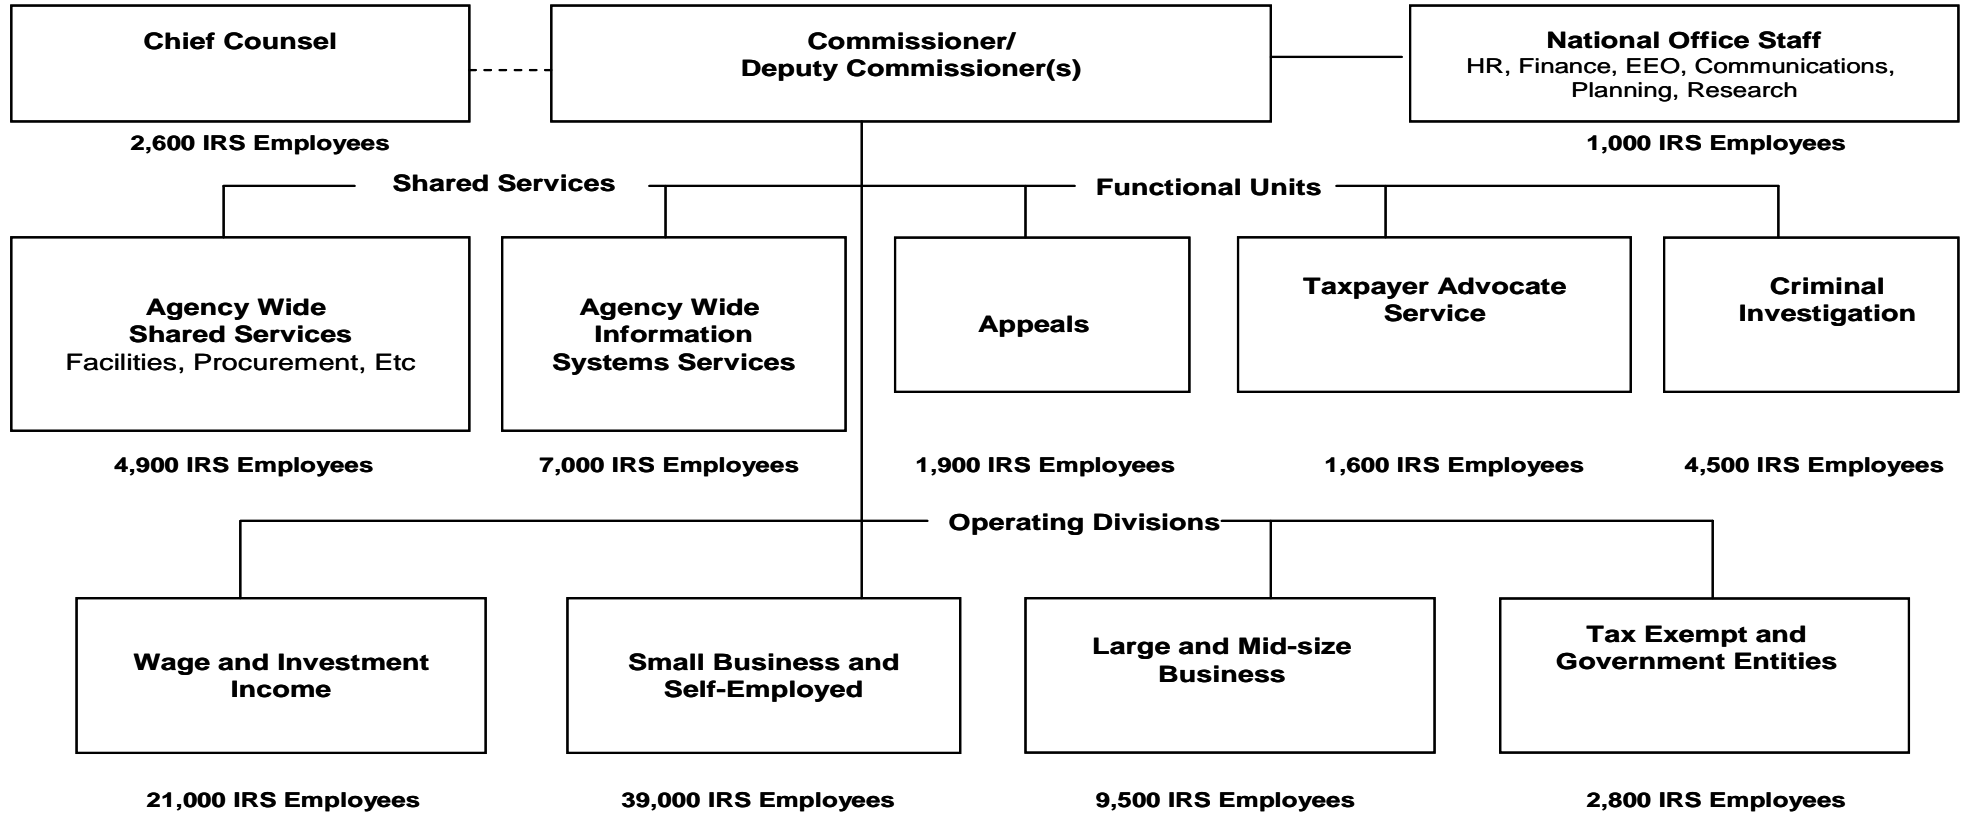 Chief Counsel
Commissioner/
Deputy Commissioner(s)
National Office Staff
HR, Finance, EEO, Communications,
Planning, Research
2,600 IRS Employees
1,000 IRS Employees
Shared Services
Functional Units
Agency Wide
Shared Services
Facilities, Procurement, Etc
Agency Wide
Information
Systems Services
Appeals
Taxpayer Advocate
Service
Criminal
Investigation
4,900 IRS Employees
7,000 IRS Employees
1,900 IRS Employees
1,600 IRS Employees
4,500 IRS Employees
Operating Divisions
Wage and Investment
Income
Small Business and
Self-Employed
Large and Mid-size
Business
Tax Exempt and
Government Entities
21,000 IRS Employees
39,000 IRS Employees
9,500 IRS Employees
2,800 IRS Employees